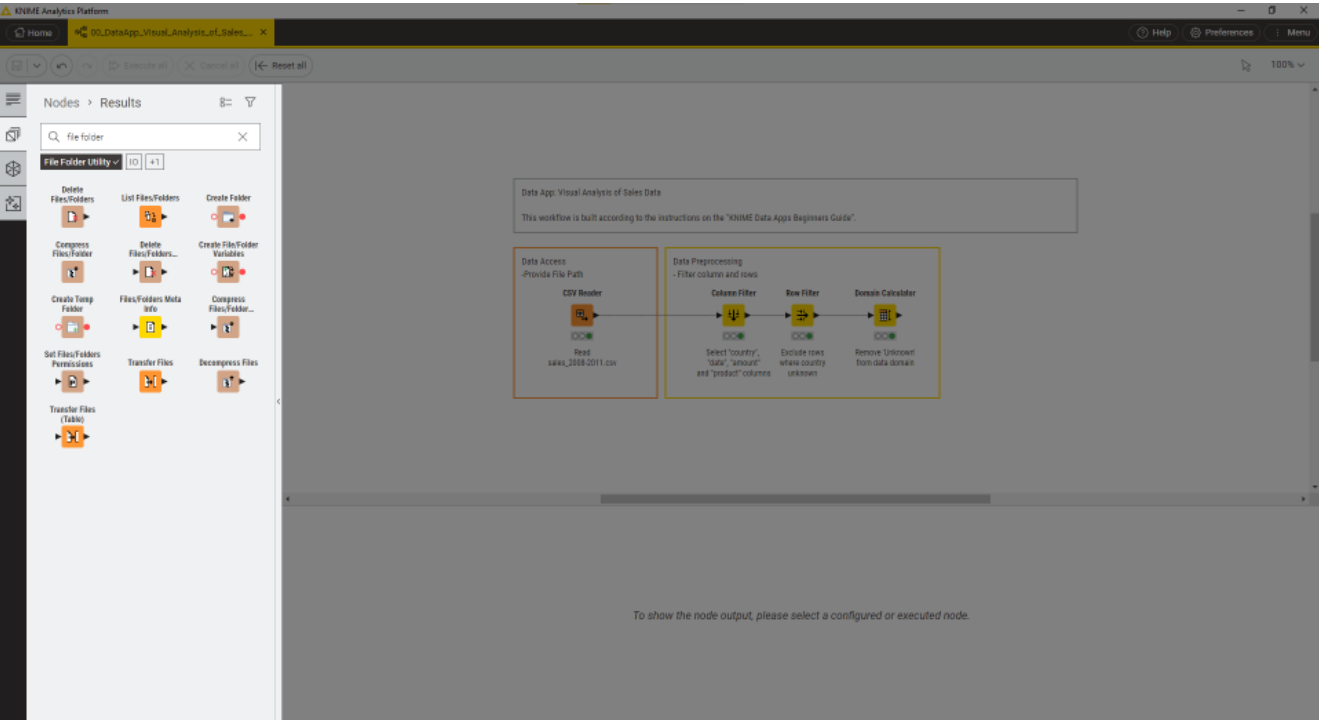 KNIME Analytics Platform
Home
00_DataApp_Visual_Analysis_of_Sales_...
Help
Preferences
Menu
Execute all
Cancel all
Reset all
100%
Nodes > Results
file folder
File Folder Utility
IO
+1
Delete
Files/Folders
List Files/Folders
Create Folder
Compress
Files/Folder
Delete
Files/Folders...
Create File/Folder
Variables
Create Temp
Folder
Files/Folders Meta
Info
Compress
Files/Folder...
Set Files/Folders
Permissions
Transfer Files
Decompress Files
Transfer Files
(Table)
Data App: Visual Analysis of Sales Data
This workflow is built according to the instructions on the "KNIME Data Apps Beginners Guide".
Data Access
-Provide File Path
CSV Reader
Read
sales_2008-2011.csv
Data Preprocessing
- Filter column and rows
Column Filter
Select "country",
"date", "amount"
and "product" columns
Row Filter
Exclude rows
where country
unknown
Domain Calculator
Remove 'Unknown'
from data domain
To show the node output, please select a configured or executed node.